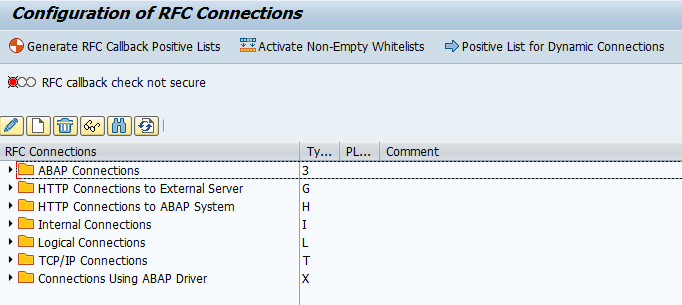 Configuration of RFC Connections
Generate RFC Callback Positive Lists Activate Non-Empty Whitelists Positive List for Dynamic Connections
RFC callback check not secure
RFC Connections Ty... PL... Comment
ABAP Connections 3
HTTP Connections to External Server G
HTTP Connections to ABAP System H
Internal Connections I
Logical Connections L
TCP/IP Connections T
Connections Using ABAP Driver X